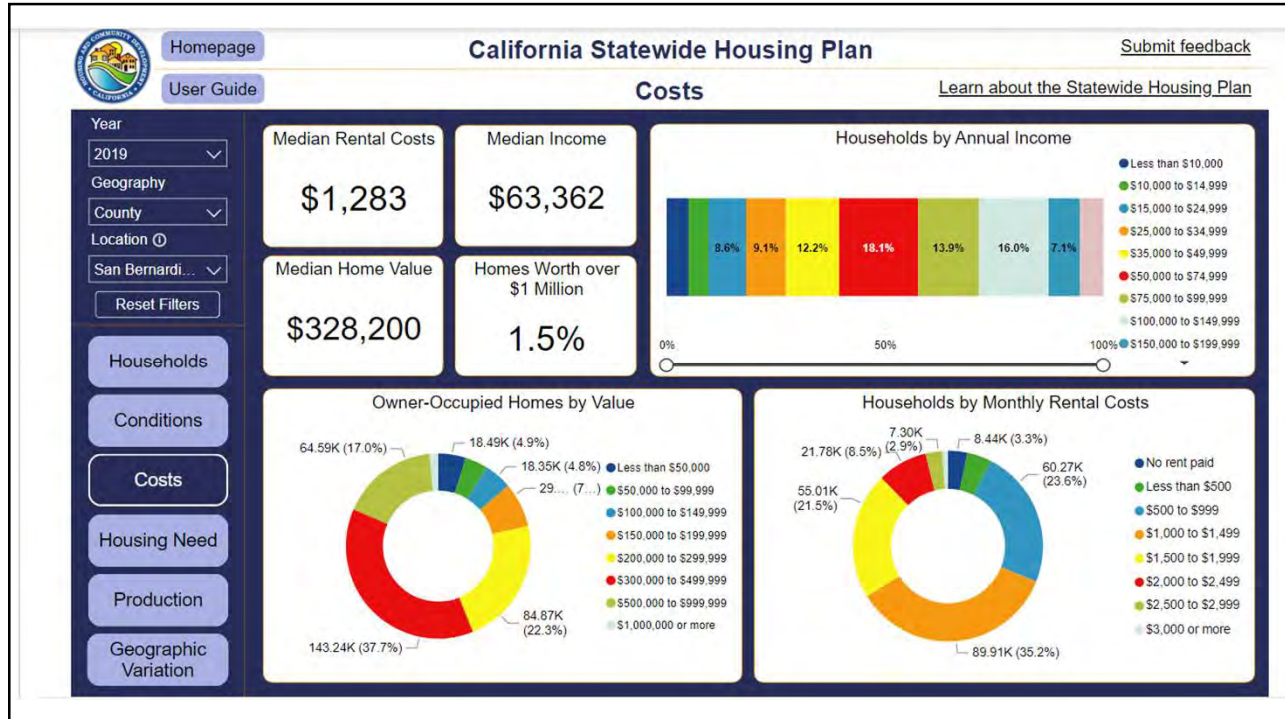 Homepage
California Statewide Housing Plan
Submit feedback
HOUSING AND COMMUNITY DEVELOPMENT
CALIFORNIA
User Guide
Costs
Learn about the Statewide Housing Plan
Year
2019
Geography
County
Location
San Bernardi...
Reset Filters
Households
Conditions
Costs
Housing Need
Production
Geographic
Variation
Median Rental Costs
$1,283
Median Income
$63,362
Median Home Value
$328,200
Homes Worth over
$1 Million
1.5%
Households by Annual Income
8.6% 9.1% 12.2% 18.1% 13.9% 16.0% 7.1%
0% 50% 100%
Less than $10,000
$10,000 to $14,999
$15,000 to $24,999
$25,000 to $34,999
$35,000 to $49,999
$50,000 to $74,999
$75,000 to $99,999
$100,000 to $149,999
$150,000 to $199,999
Owner-Occupied Homes by Value
64.59K (17.0%)
18.49K (4.9%)
18.35K (4.8%)
29.... (7...)
84.87K
(22.3%)
143.24K (37.7%)
Less than $50,000
$50,000 to $99,999
$100,000 to $149,999
$150,000 to $199,999
$200,000 to $299,999
$300,000 to $499,999
$500,000 to $999,999
$1,000,000 or more
Households by Monthly Rental Costs
7.30K
(2.9%)
8.44K (3.3%)
21.78K (8.5%)
60.27K
(23.6%)
55.01K
(21.5%)
89.91K (35.2%)
No rent paid
Less than $500
$500 to $999
$1,000 to $1,499
$1,500 to $1,999
$2,000 to $2,499
$2,500 to $2,999
$3,000 or more